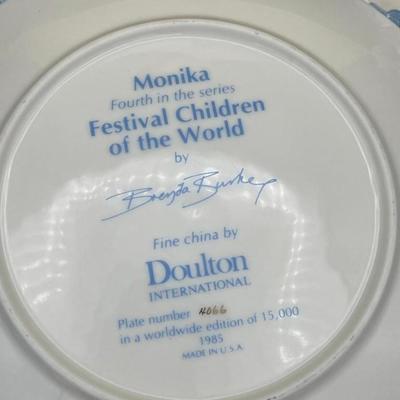 Monika
Fourth in the series
Festival Children
of the World
by
Brenda Burke
Fine china by
Doulton
INTERNATIONAL
Plate number 4066
in a worldwide edition of 15,000
1985
MADE IN U.S.A.